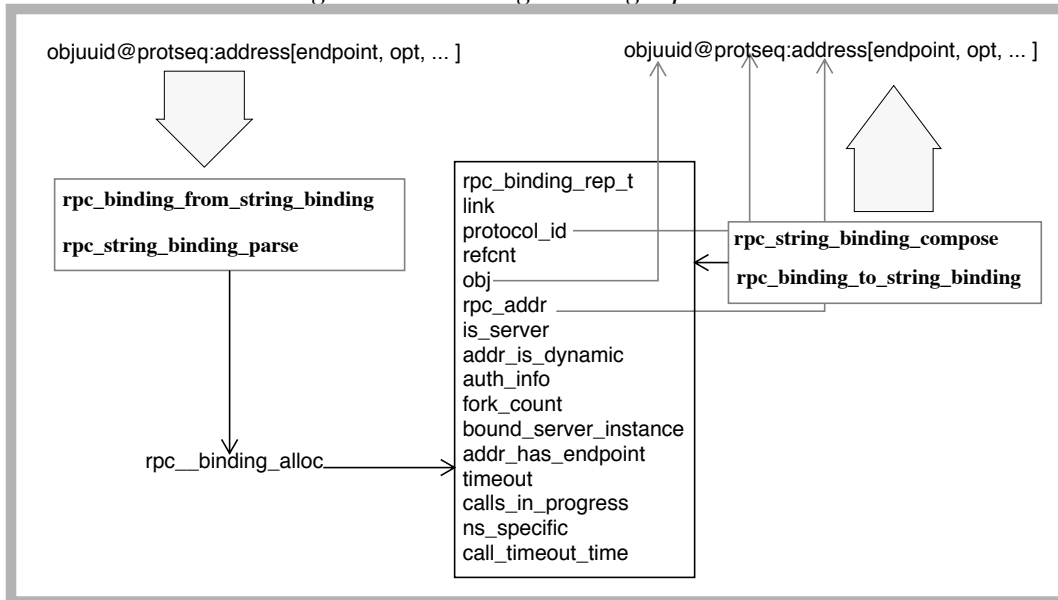 objuuid@protseq:address[endpoint, opt, ... ]
objuuid@protseq:address[endpoint, opt, ... ]
rpc_binding_from_string_binding
rpc_string_binding_parse
rpc_binding_rep_t
link
protocol_id
refcnt
obj
rpc_addr
is_server
addr_is_dynamic
auth_info
fork_count
bound_server_instance
addr_has_endpoint
timeout
calls_in_progress
ns_specific
call_timeout_time
rpc_string_binding_compose
rpc_binding_to_string_binding
rpc__binding_alloc